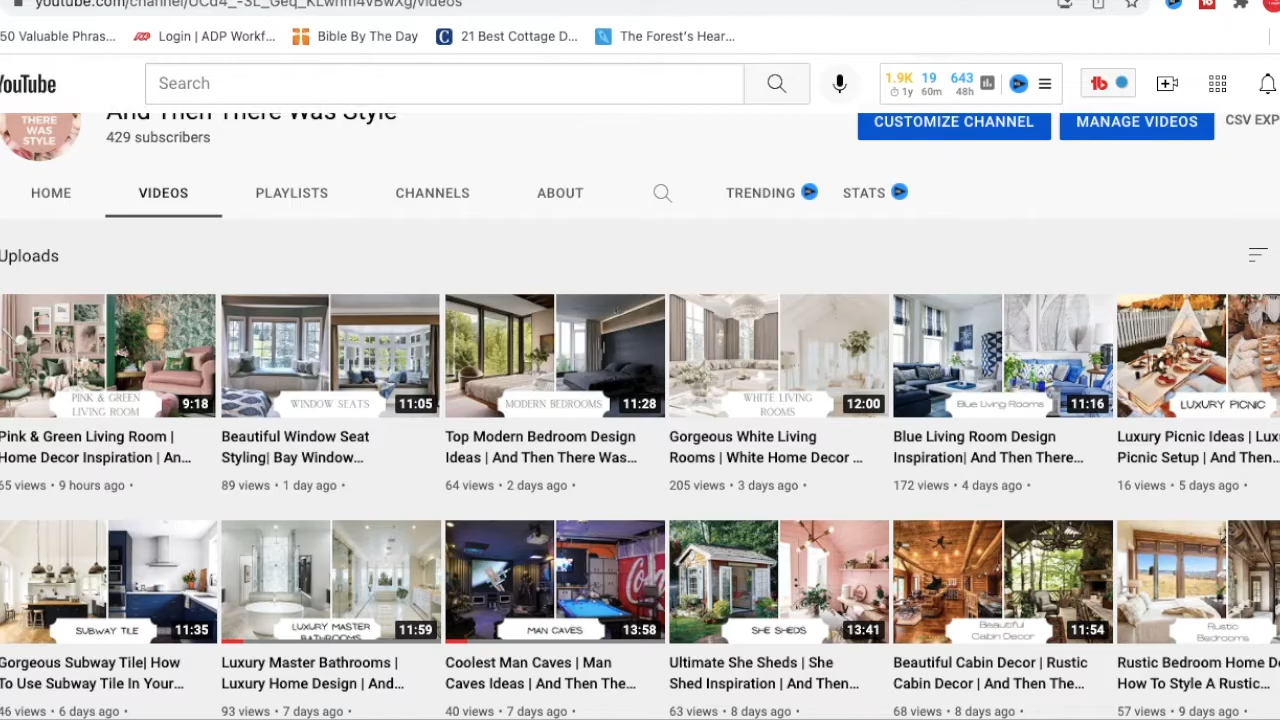 youtube.com/channel/UCd4_-3L_Geq_KLwnm4vBwXg/videos
50 Valuable Phras...
Login | ADP Workf...
Bible By The Day
21 Best Cottage D...
The Forest's Hear...
YouTube
Search
1.9K 19 643
1y 60m 48h
And Then There Was Style
THERE
WAS
STYLE
429 subscribers
CUSTOMIZE CHANNEL
MANAGE VIDEOS
CSV EXP
HOME
VIDEOS
PLAYLISTS
CHANNELS
ABOUT
TRENDING
STATS
Uploads
PINK & GREEN
LIVING ROOM
9:18
WINDOW SEATS
11:05
MODERN BEDROOMS
11:28
WHITE LIVING
ROOMS
12:00
Blue Living Rooms
11:16
LUXURY PICNIC
Pink & Green Living Room |
Home Decor Inspiration | An...
65 views • 9 hours ago •
Beautiful Window Seat
Styling| Bay Window...
89 views • 1 day ago •
Top Modern Bedroom Design
Ideas | And Then There Was...
64 views • 2 days ago •
Gorgeous White Living
Rooms | White Home Decor ...
205 views • 3 days ago •
Blue Living Room Design
Inspiration| And Then There...
172 views • 4 days ago •
Luxury Picnic Ideas | Lux
Picnic Setup | And Then...
16 views • 5 days ago •
SUBWAY TILE
11:35
LUXURY MASTER
BATHROOMS
11:59
Coca
MAN CAVES
13:58
SHE SHEDS
13:41
Beautiful
Cabin Decor
11:54
Rustic
Bedrooms
Gorgeous Subway Tile| How
To Use Subway Tile In Your...
46 views • 6 days ago •
Luxury Master Bathrooms |
Luxury Home Design | And...
93 views • 7 days ago •
Coolest Man Caves | Man
Caves Ideas | And Then The...
40 views • 7 days ago •
Ultimate She Sheds | She
Shed Inspiration | And Then...
63 views • 8 days ago •
Beautiful Cabin Decor | Rustic
Cabin Decor | And Then The...
68 views • 8 days ago •
Rustic Bedroom Home D
How To Style A Rustic...
57 views • 9 days ago •